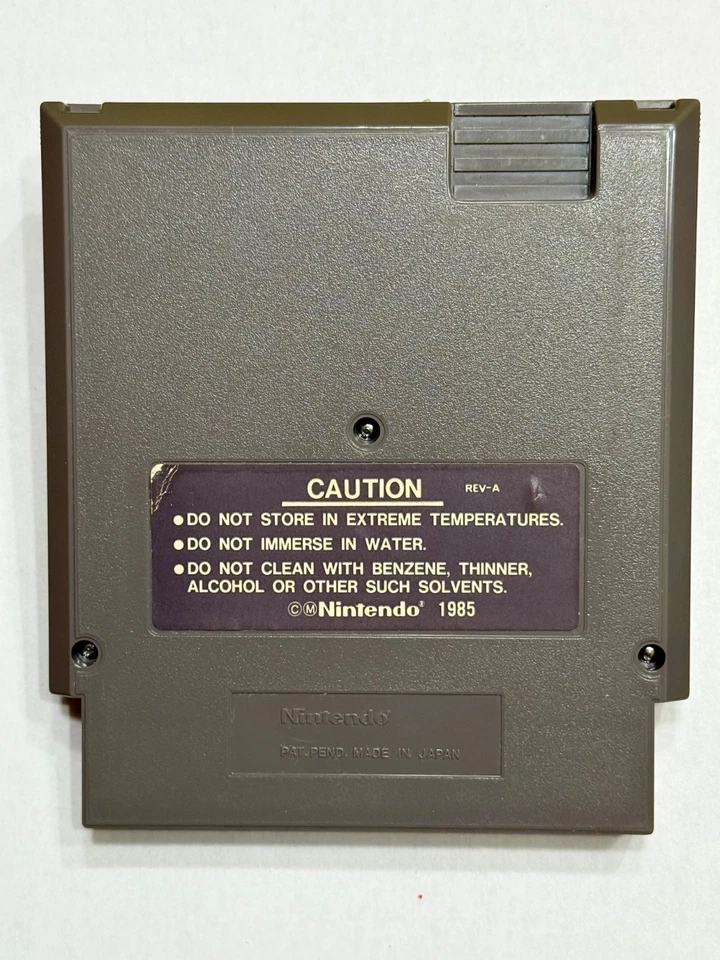 CAUTION REV-A
●DO NOT STORE IN EXTREME TEMPERATURES.
●DO NOT IMMERSE IN WATER.
●DO NOT CLEAN WITH BENZENE, THINNER,
ALCOHOL OR OTHER SUCH SOLVENTS.
©ⓂNintendo® 1985
Nintendo®
PAT. PEND. MADE IN JAPAN